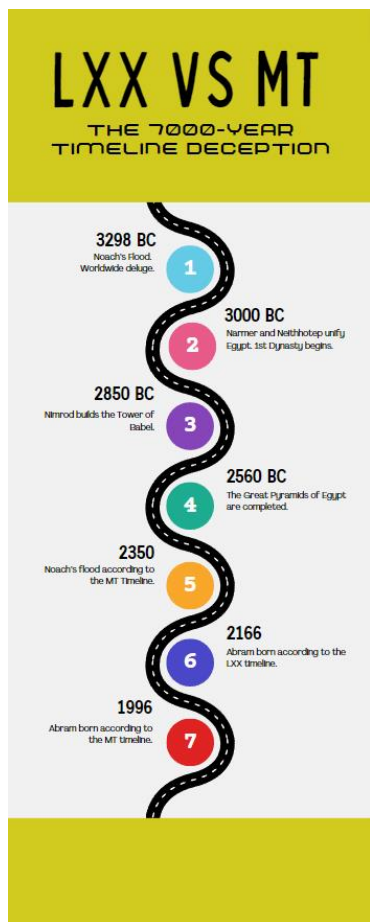 LXX VS MT
THE 7000-YEAR
TIMELINE DECEPTION
3298 BC
Noach's Flood.
Worldwide deluge.
1
3000 BC
Narmer and Neithhotep unify
Egypt. 1st Dynasty begins.
2
2850 BC
Nimrod builds the Tower of
Babel.
3
2560 BC
The Great Pyramids of Egypt
are completed.
4
2350
Noach's flood according to
the MT Timeline.
5
2166
Abram born according to the
LXX timeline.
6
1996
Abram born according to
the MT timeline.
7